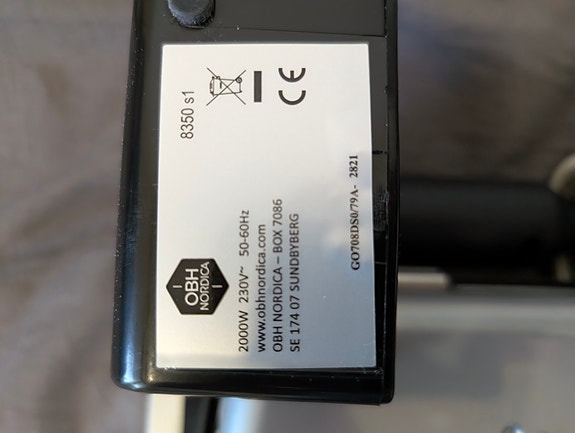 OBH
NORDICA
8350 s1
2000W 230V~ 50-60Hz
www.obhnordica.com
OBH NORDICA – BOX 7086
SE 174 07 SUNDBYBERG
CE
GO708DS0/79A- 2821